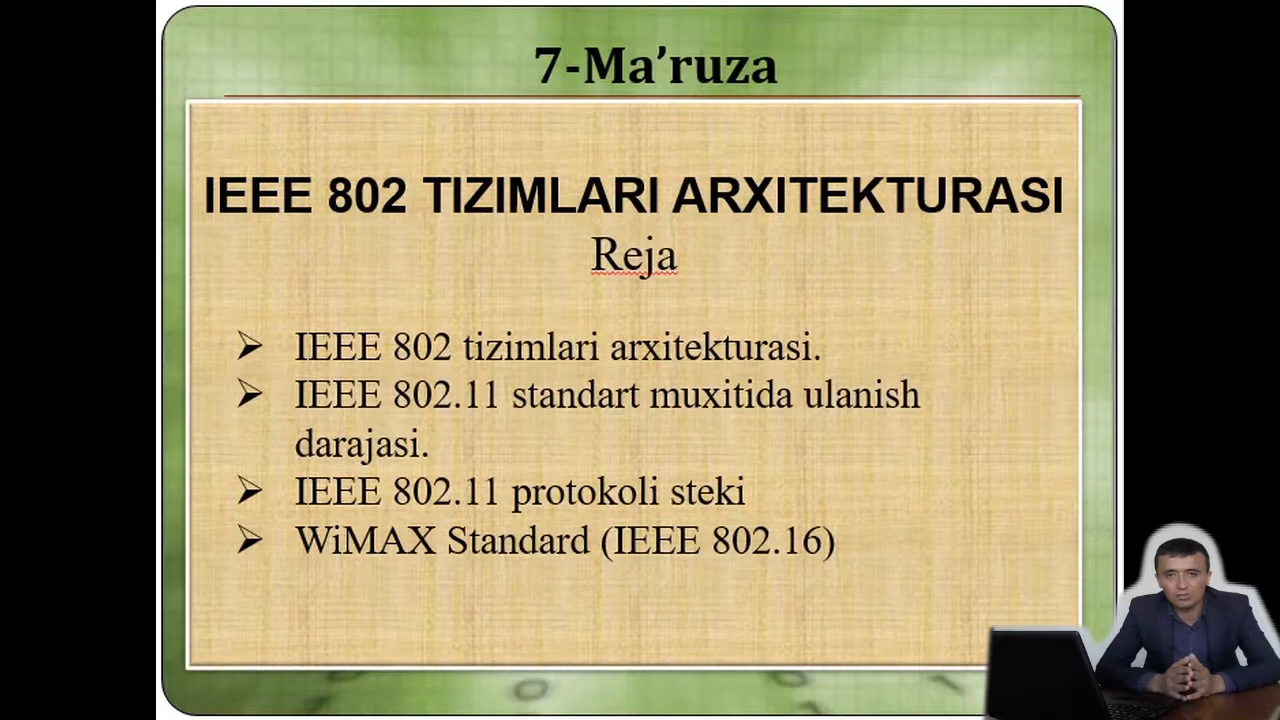 7-Ma’ruza
IEEE 802 TIZIMLARI ARXITEKTURASI
Reja
➢ IEEE 802 tizimlari arxitekturasi.
➢ IEEE 802.11 standart muxitida ulanish
darajasi.
➢ IEEE 802.11 protokoli steki
➢ WiMAX Standard (IEEE 802.16)